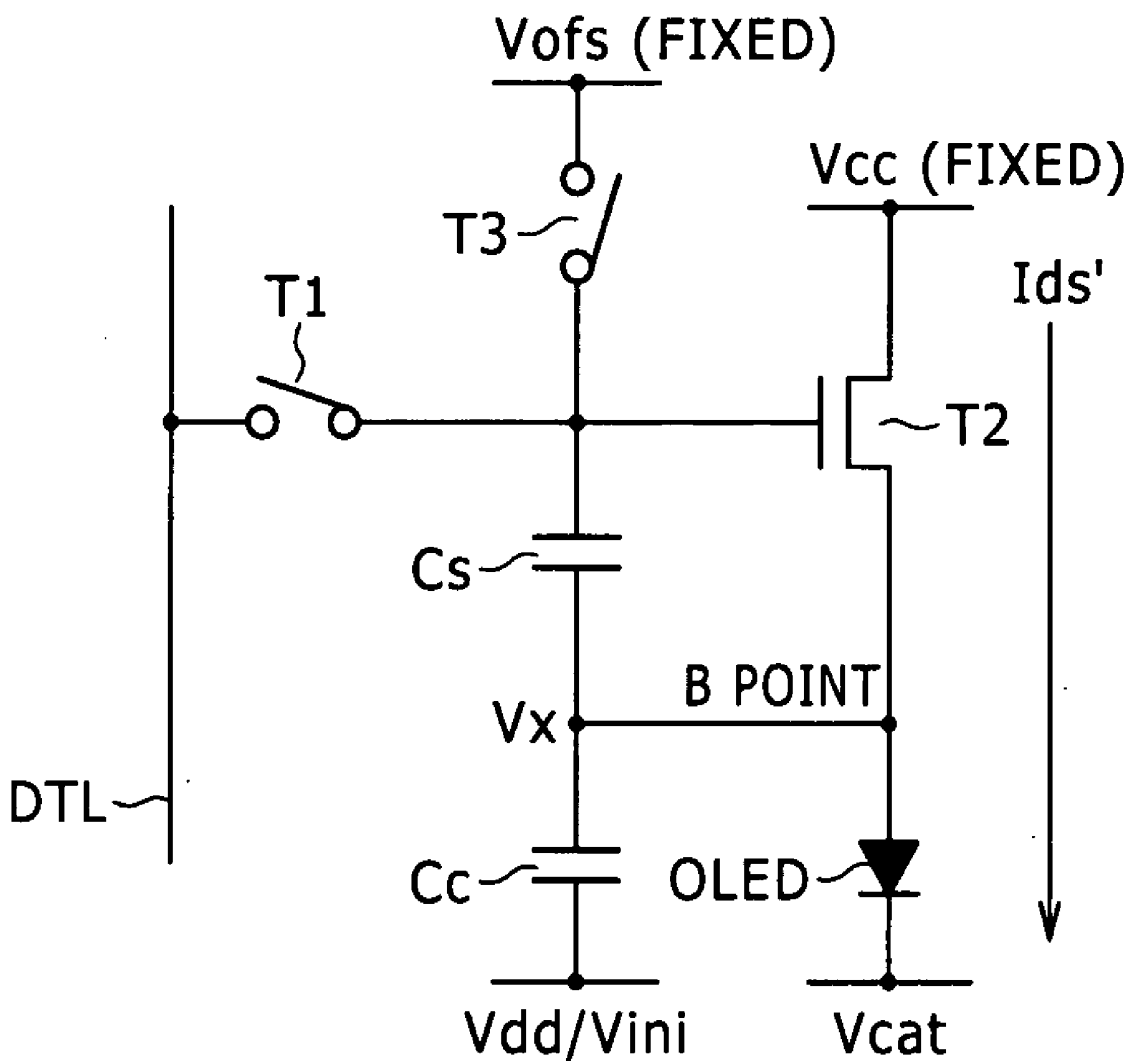 Vofs (FIXED)
Vcc (FIXED)
T3
Ids'
T1
T2
Cs
B POINT
Vx
DTL
Cc
OLED
Vdd/Vini
Vcat